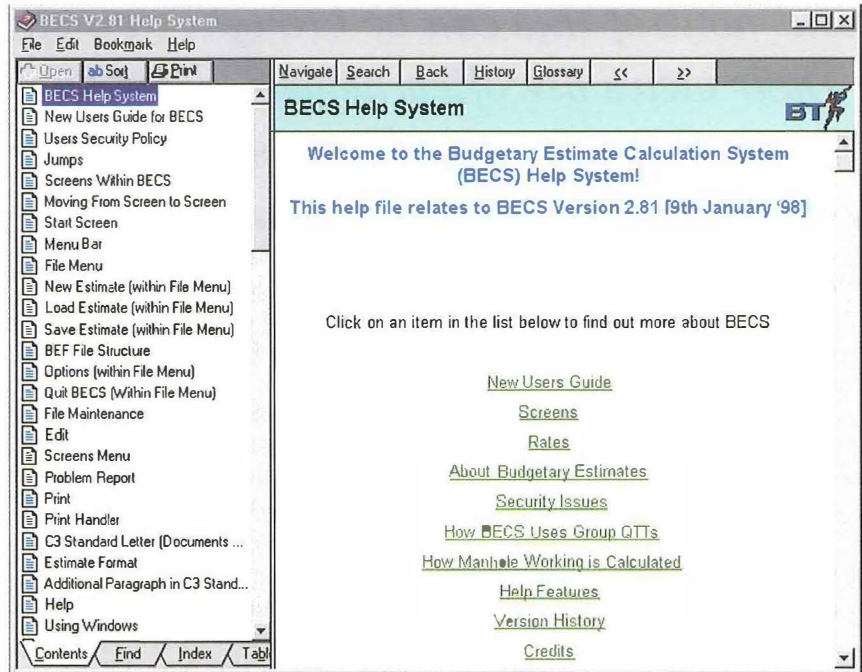 BECS V2.81 Help System
File Edit Bookmark Help
Open ab Sort Print
BECS Help System
New Users Guide for BECS
Users Security Policy
Jumps
Screens Within BECS
Moving From Screen to Screen
Start Screen
Menu Bar
File Menu
New Estimate (within File Menu)
Load Estimate (within File Menu)
Save Estimate (within File Menu)
BEF File Structure
Options (within File Menu)
Quit BECS (Within File Menu)
File Maintenance
Edit
Screens Menu
Problem Report
Print
Print Handler
C3 Standard Letter (Documents ...
Estimate Format
Additional Paragraph in C3 Stand...
Help
Using Windows
Contents Find Index Tabl
Navigate Search Back History Glossary << >>
BECS Help System
BT
Welcome to the Budgetary Estimate Calculation System
(BECS) Help System!
This help file relates to BECS Version 2.81 [9th January '98]
Click on an item in the list below to find out more about BECS
New Users Guide
Screens
Rates
About Budgetary Estimates
Security Issues
How BECS Uses Group QTTs
How Manhole Working is Calculated
Help Features
Version History
Credits